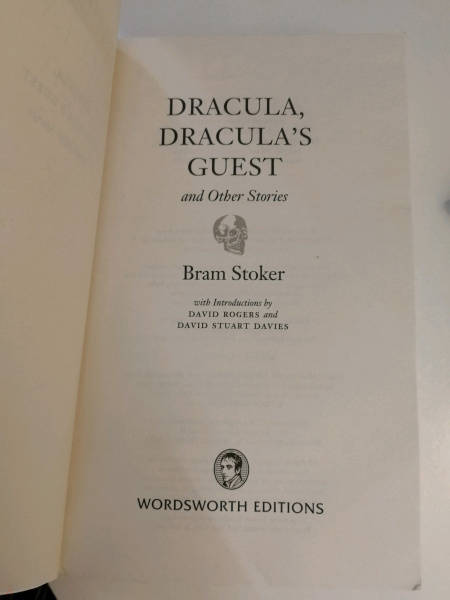 DRACULA,
DRACULA'S
GUEST
and Other Stories
Bram Stoker
with Introductions by
DAVID ROGERS and
DAVID STUART DAVIES
WORDSWORTH EDITIONS